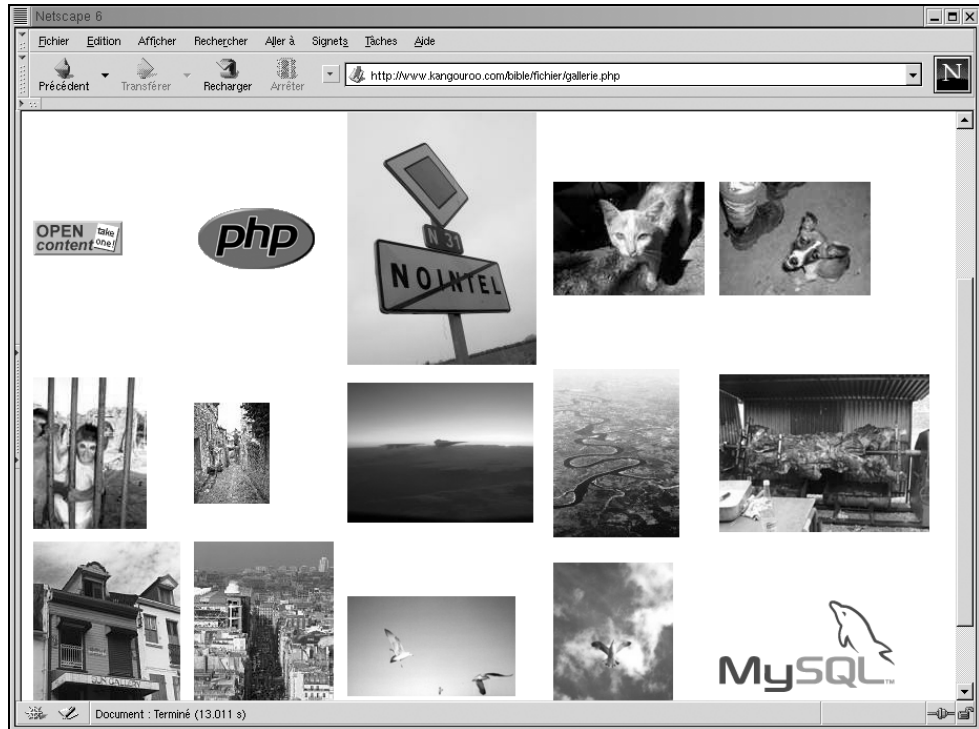 Netscape 6
Fichier Edition Afficher Rechercher Aller à Signets Tâches Aide
Précédent Transférer Recharger Arrêter http://www.kangouroo.com/bible/fichier/gallerie.php N
OPEN take
content one!
php
N 31
NOINTEL
MySQL™
Document : Terminé (13.011 s)